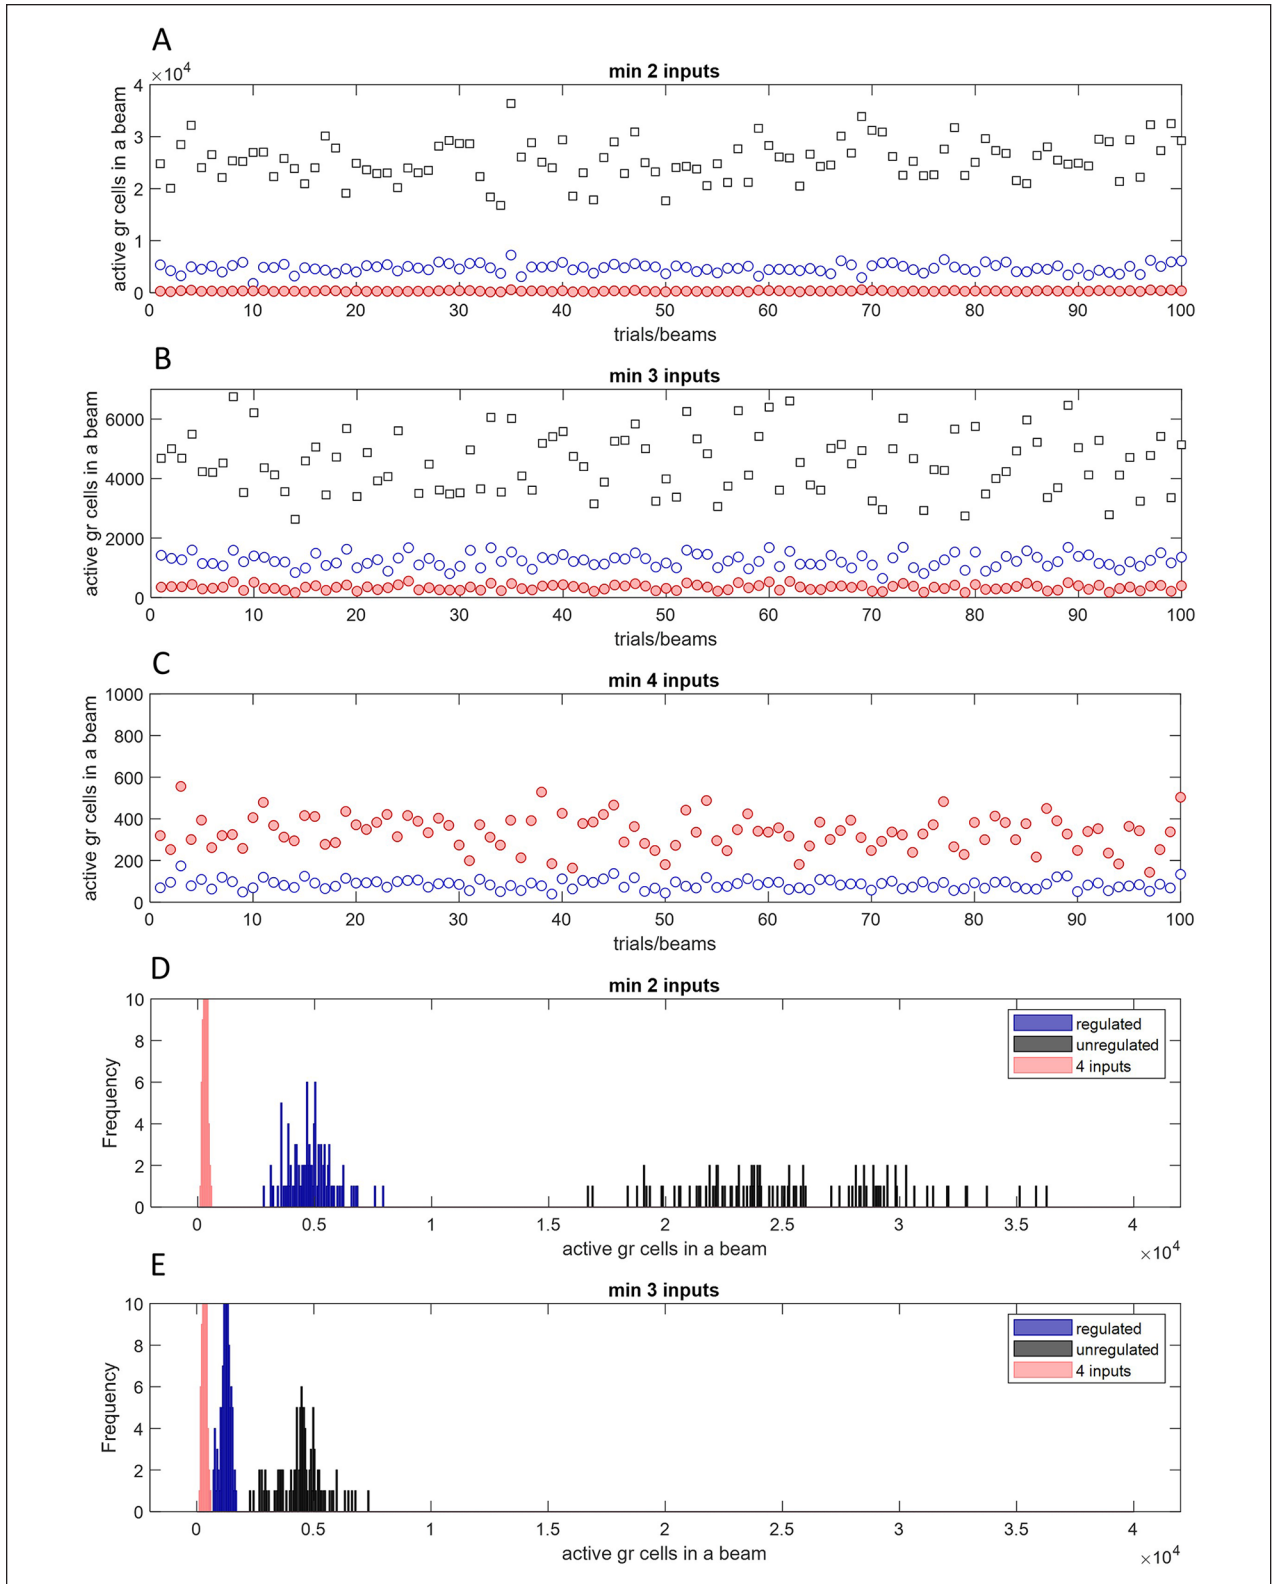 A
×10⁴
min 2 inputs
active gr cells in a beam
4
3
2
1
0
0 10 20 30 40 50 60 70 80 90 100
trials/beams
B
min 3 inputs
active gr cells in a beam
6000
4000
2000
0
0 10 20 30 40 50 60 70 80 90 100
trials/beams
C
min 4 inputs
active gr cells in a beam
1000
800
600
400
200
0
0 10 20 30 40 50 60 70 80 90 100
trials/beams
D
min 2 inputs
Frequency
10
8
6
4
2
0
regulated
unregulated
4 inputs
0 0.5 1 1.5 2 2.5 3 3.5 4
active gr cells in a beam
×10⁴
E
min 3 inputs
Frequency
10
8
6
4
2
0
regulated
unregulated
4 inputs
0 0.5 1 1.5 2 2.5 3 3.5 4
active gr cells in a beam
×10⁴